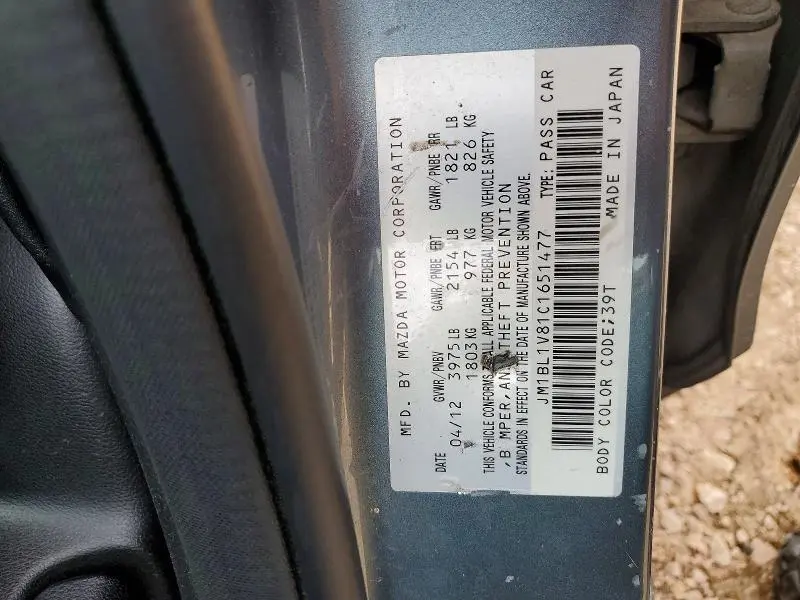 MFD. BY MAZDA MOTOR CORPORATION
DATE GVWR/PNBV GAWR/PNBE FRT GAWR/PNBE RR
04/12 3975 LB 2154 LB 1821 LB
1803 KG 977 KG 826 KG
THIS VEHICLE CONFORMS ALL APPLICABLE FEDERAL MOTOR VEHICLE SAFETY
,B MPER, THEFT PREVENTION
STANDARDS IN EFFECT ON THE DATE OF MANUFACTURE SHOWN ABOVE.
JM1BL1V81C1651477 TYPE: PASS CAR
BODY COLOR CODE;39T MADE IN JAPAN